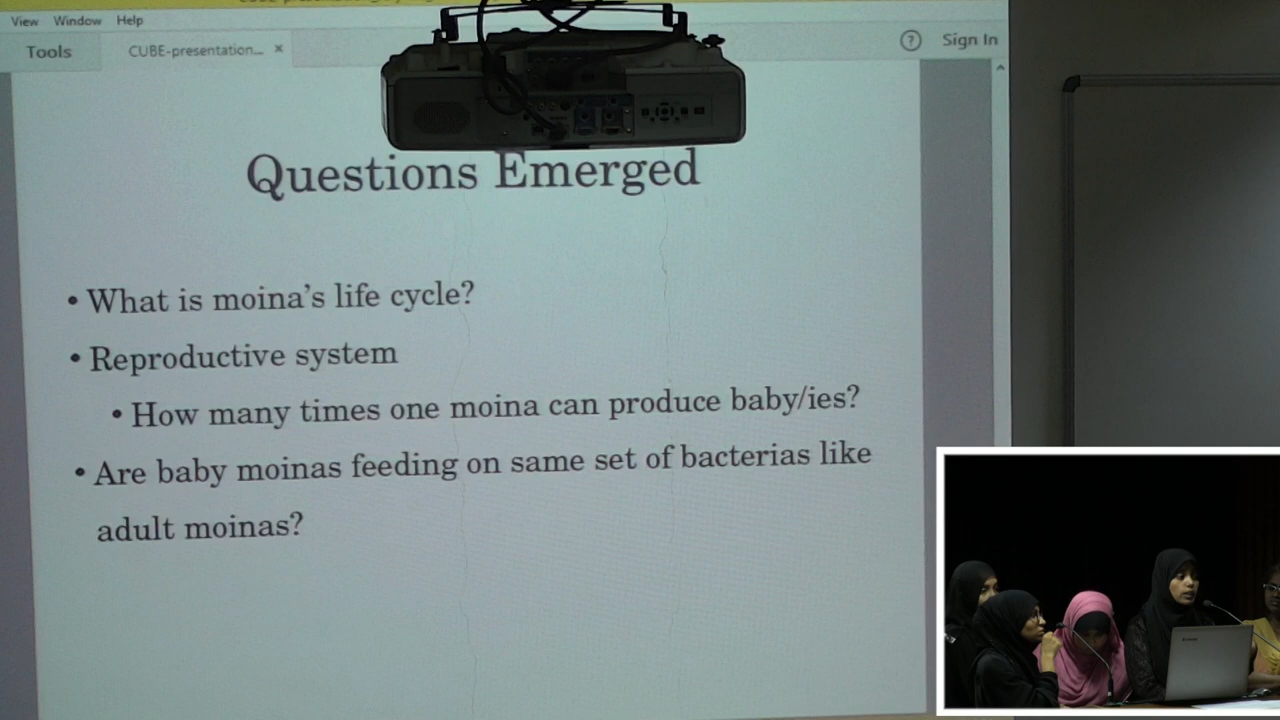 View Window Help
Tools CUBE-presentation_... × ? Sign In
Questions Emerged
• What is moina's life cycle?
• Reproductive system
• How many times one moina can produce baby/ies?
• Are baby moinas feeding on same set of bacterias like
adult moinas?